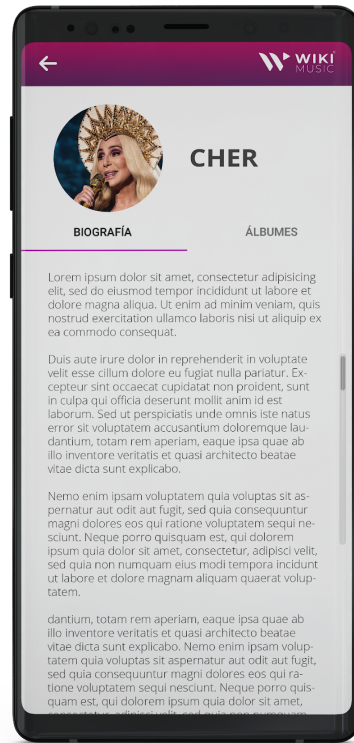 WIKI
MUSIC
CHER
BIOGRAFÍA
ÁLBUMES
Lorem ipsum dolor sit amet, consectetur adipisicing
elit, sed do eiusmod tempor incididunt ut labore et
dolore magna aliqua. Ut enim ad minim veniam, quis
nostrud exercitation ullamco laboris nisi ut aliquip ex
ea commodo consequat.
Duis aute irure dolor in reprehenderit in voluptate
velit esse cillum dolore eu fugiat nulla pariatur. Ex-
cepteur sint occaecat cupidatat non proident, sunt
in culpa qui officia deserunt mollit anim id est
laborum. Sed ut perspiciatis unde omnis iste natus
error sit voluptatem accusantium doloremque lau-
dantium, totam rem aperiam, eaque ipsa quae ab
illo inventore veritatis et quasi architecto beatae
vitae dicta sunt explicabo.
Nemo enim ipsam voluptatem quia voluptas sit as-
pernatur aut odit aut fugit, sed quia consequuntur
magni dolores eos qui ratione voluptatem sequi ne-
sciunt. Neque porro quisquam est, qui dolorem
ipsum quia dolor sit amet, consectetur, adipisci velit,
sed quia non numquam eius modi tempora incidunt
ut labore et dolore magnam aliquam quaerat volup-
tatem.
dantium, totam rem aperiam, eaque ipsa quae ab
illo inventore veritatis et quasi architecto beatae
vitae dicta sunt explicabo. Nemo enim ipsam volup-
tatem quia voluptas sit aspernatur aut odit aut fugit,
sed quia consequuntur magni dolores eos qui ra-
tione voluptatem sequi nesciunt. Neque porro quis-
quam est, qui dolorem ipsum quia dolor sit amet,
consectetur, adipisci velit, sed quia non numquam